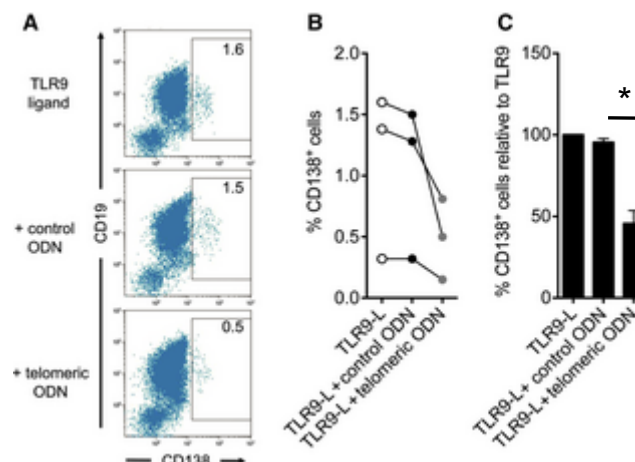 A
TLR9
ligand
1.6
+ control
ODN
1.5
+ telomeric
ODN
0.5
CD19
CD138
B
% CD138+ cells
2.0
1.5
1.0
0.5
0.0
TLR9-L
TLR9-L+control ODN
TLR9-L+telomeric ODN
C
% CD138+ cells relative to TLR9
150
100
50
0
*
TLR9-L
TLR9-L + control ODN
TLR9-L+telomeric ODN